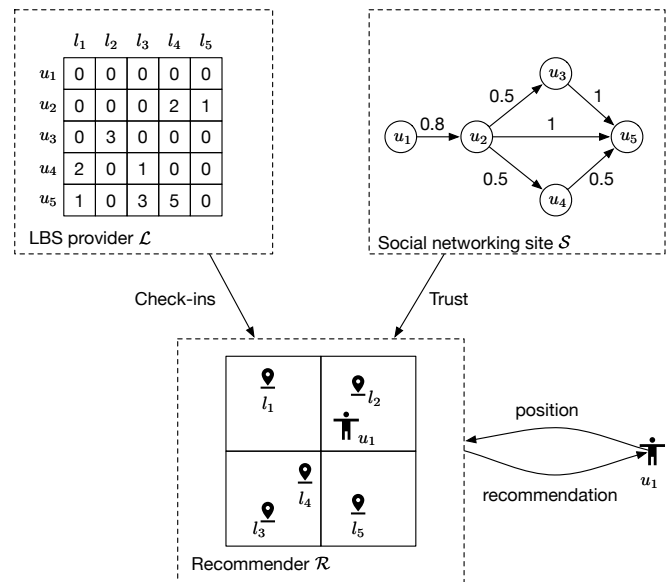 l₁ l₂ l₃ l₄ l₅
u₁ 0 0 0 0 0
u₂ 0 0 0 2 1
u₃ 0 3 0 0 0
u₄ 2 0 1 0 0
u₅ 1 0 3 5 0
LBS provider ℒ
u₃
0.5 1
u₁ 0.8 u₂ 1 u₅
0.5 0.5
u₄
Social networking site 𝒮
Check-ins
Trust
l₁ l₂
u₁
l₄
l₃ l₅
Recommender ℛ
position
u₁
recommendation